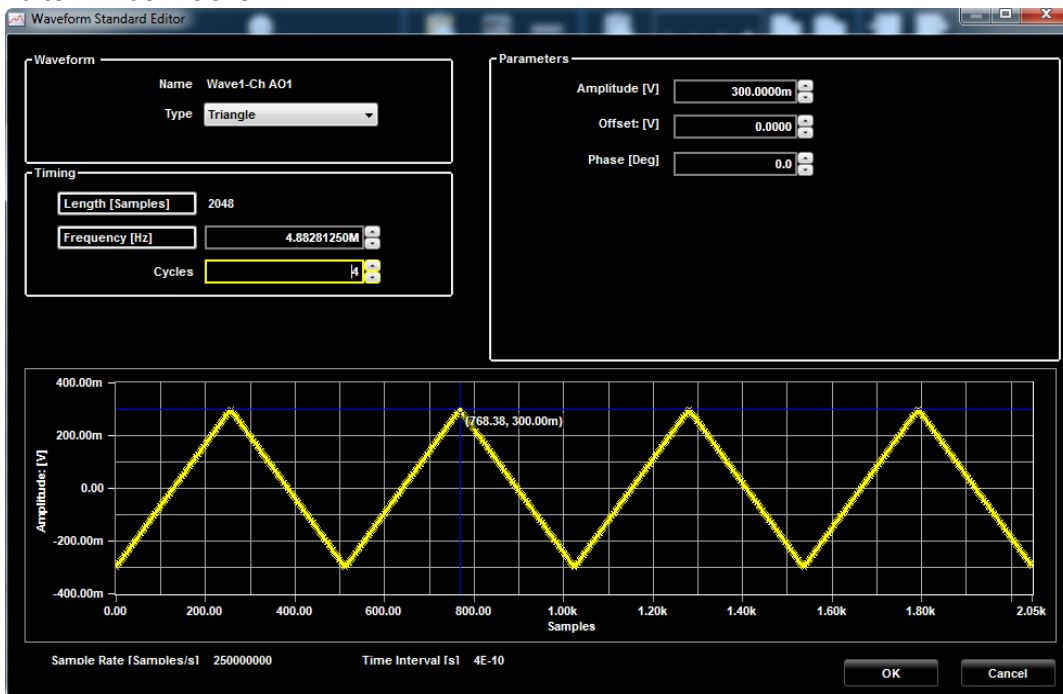 Waveform Standard Editor
Waveform
Name Wave1-Ch AO1
Type Triangle
Timing
Length [Samples] 2048
Frequency [Hz] 4.88281250M
Cycles 4
Parameters
Amplitude [V] 300.0000m
Offset: [V] 0.0000
Phase [Deg] 0.0
400.00m
200.00m
0.00
-200.00m
-400.00m
Amplitude: [V]
(768.38, 300.00m)
0.00 200.00 400.00 600.00 800.00 1.00k 1.20k 1.40k 1.60k 1.80k 2.05k
Samples
Sample Rate [Samples/s] 250000000 Time Interval [s] 4E-10
OK Cancel